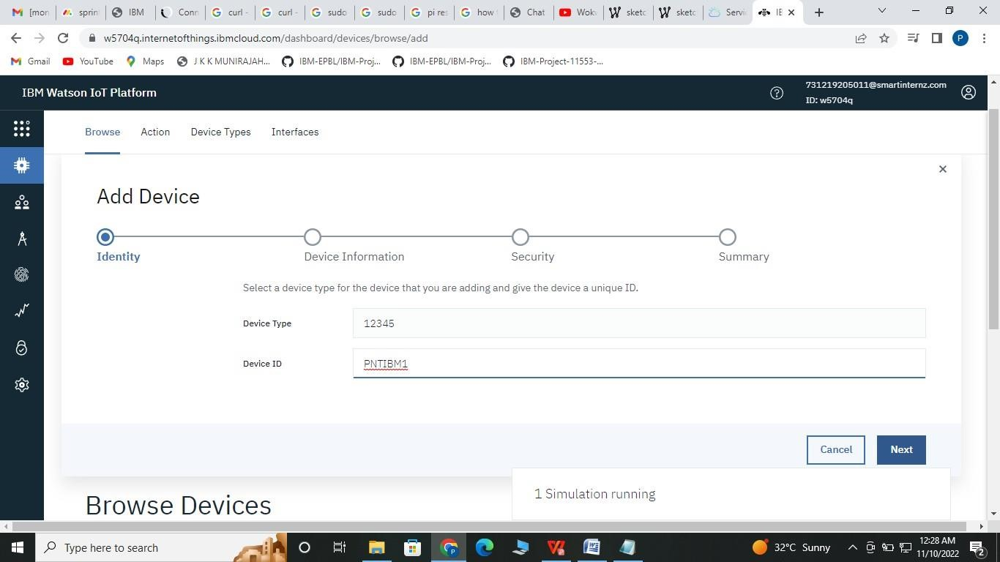 [mon
sprin
IBM
Conn
curl -
curl -
sudo
sudo
pi res
how
Chat
Wokw
sketc
sketc
Servi
IB
w5704q.internetofthings.ibmcloud.com/dashboard/devices/browse/add
P
Gmail
YouTube
Maps
J K K MUNIRAJAH...
IBM-EPBL/IBM-Proj...
IBM-EPBL/IBM-Proj...
IBM-Project-11553-...
IBM Watson IoT Platform
731219205011@smartinternz.com
ID: w5704q
Browse
Action
Device Types
Interfaces
Add Device
Identity
Device Information
Security
Summary
Select a device type for the device that you are adding and give the device a unique ID.
Device Type
12345
Device ID
PNTIBM1
Cancel
Next
1 Simulation running
Browse Devices
Type here to search
32°C Sunny
12:28 AM
11/10/2022
2